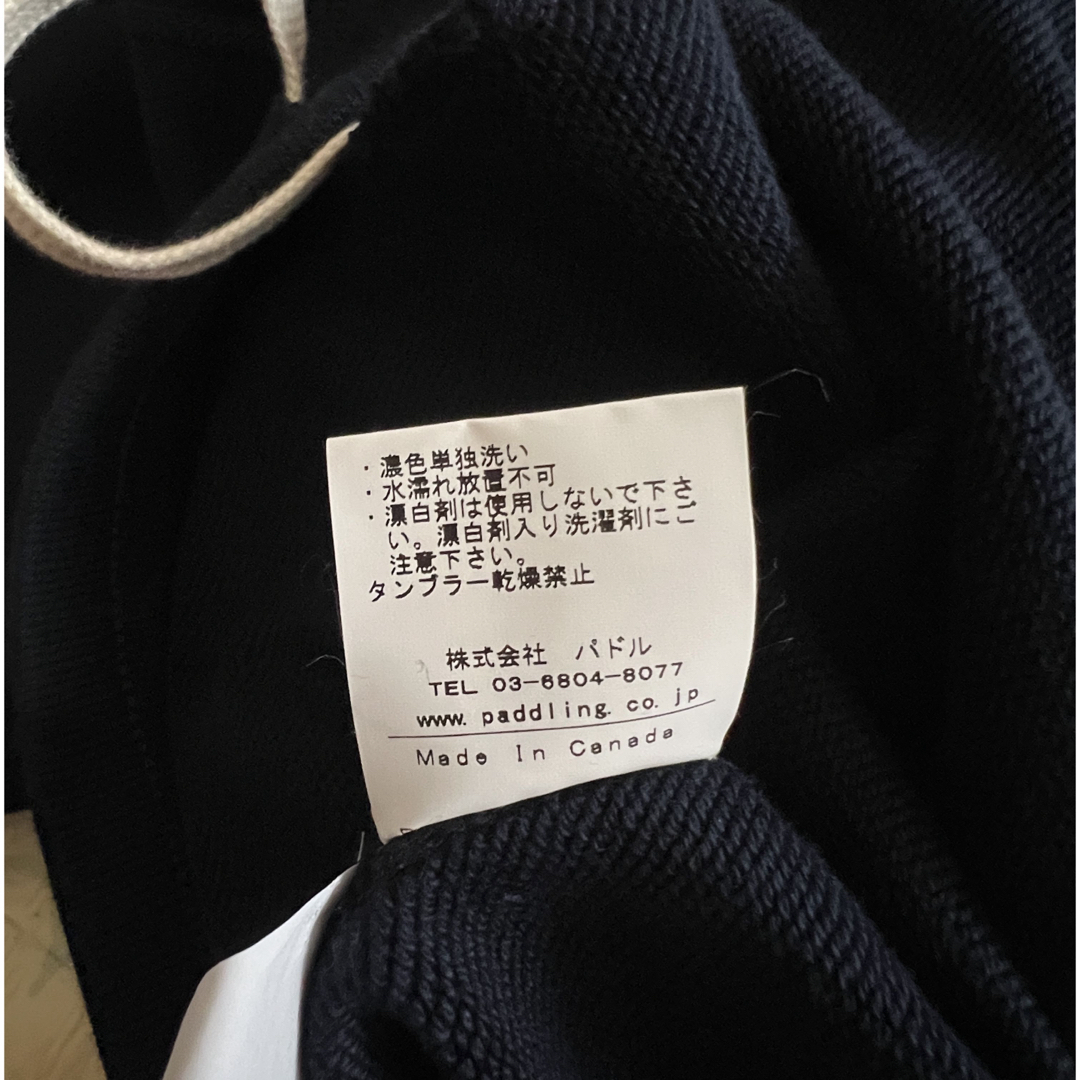 ・濃色単独洗い
・水濡れ放置不可
・漂白剤は使用しないで下さ
い。漂白剤入り洗濯剤にご
注意下さい。
タンブラー乾燥禁止
株式会社 パドル
TEL 03-6804-8077
www.paddling.co.jp
Made In Canada